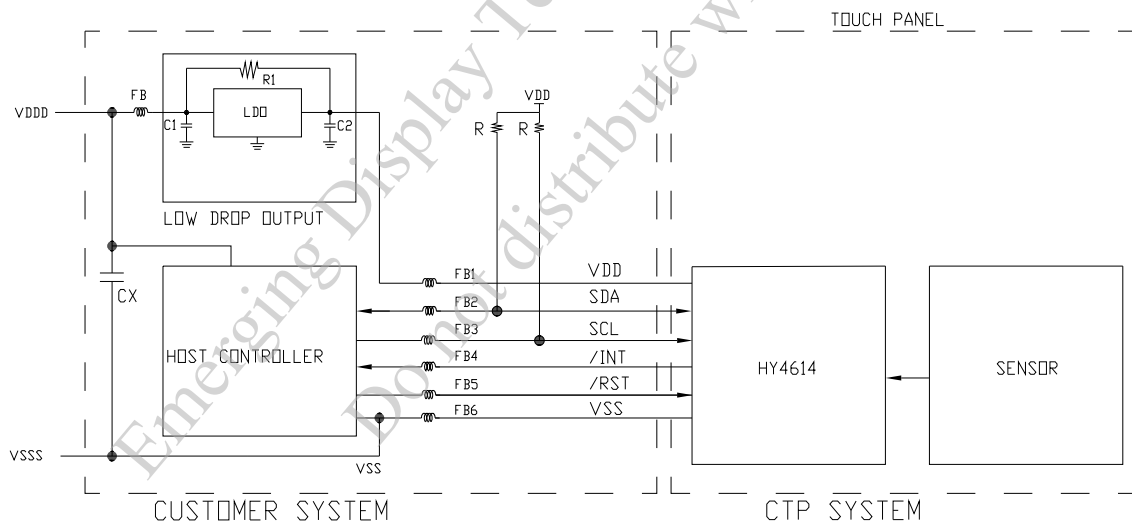 TOUCH PANEL
FB
R1
VDDD
LDO
C1
C2
VDD
R
R
LOW DROP OUTPUT
CX
HOST CONTROLLER
FB1
VDD
FB2
SDA
FB3
SCL
FB4
/INT
FB5
/RST
FB6
VSS
HY4614
SENSOR
VSSS
VSS
CUSTOMER SYSTEM
CTP SYSTEM
Emerging Display Te
Do not distribute w